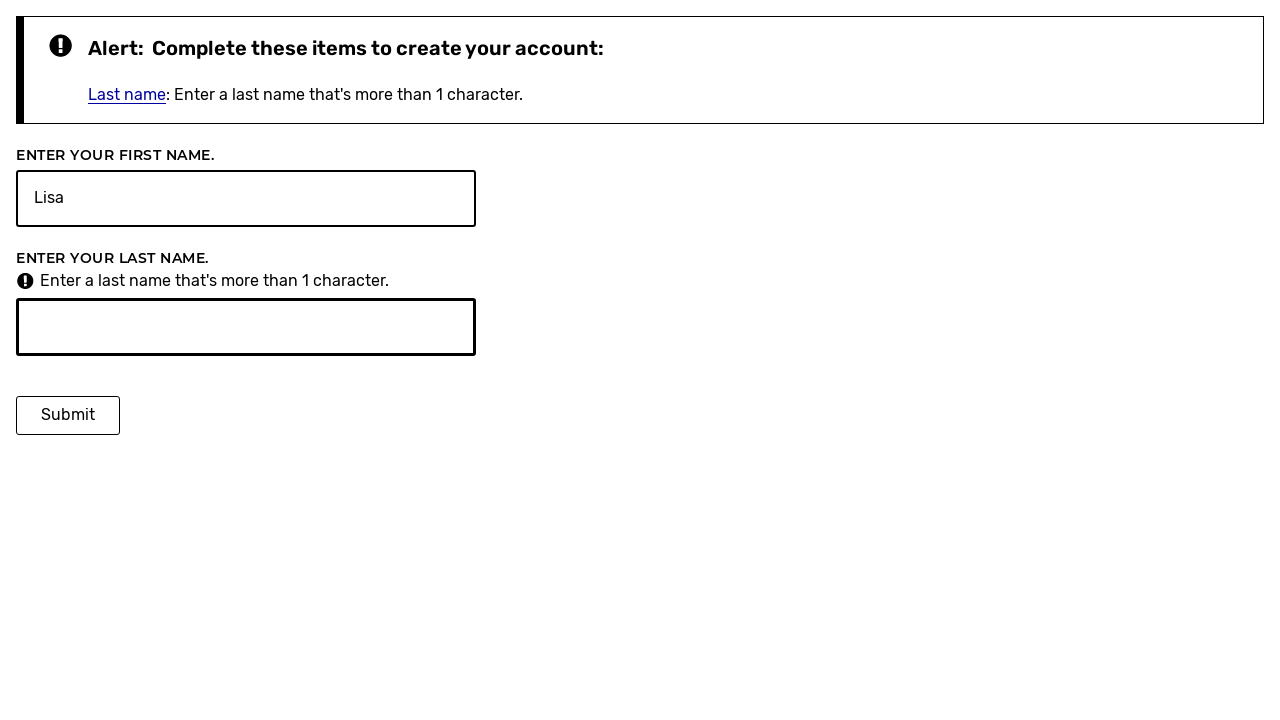 Alert: Complete these items to create your account:
Last name: Enter a last name that's more than 1 character.
ENTER YOUR FIRST NAME.
Lisa
ENTER YOUR LAST NAME.
Enter a last name that's more than 1 character.
Submit